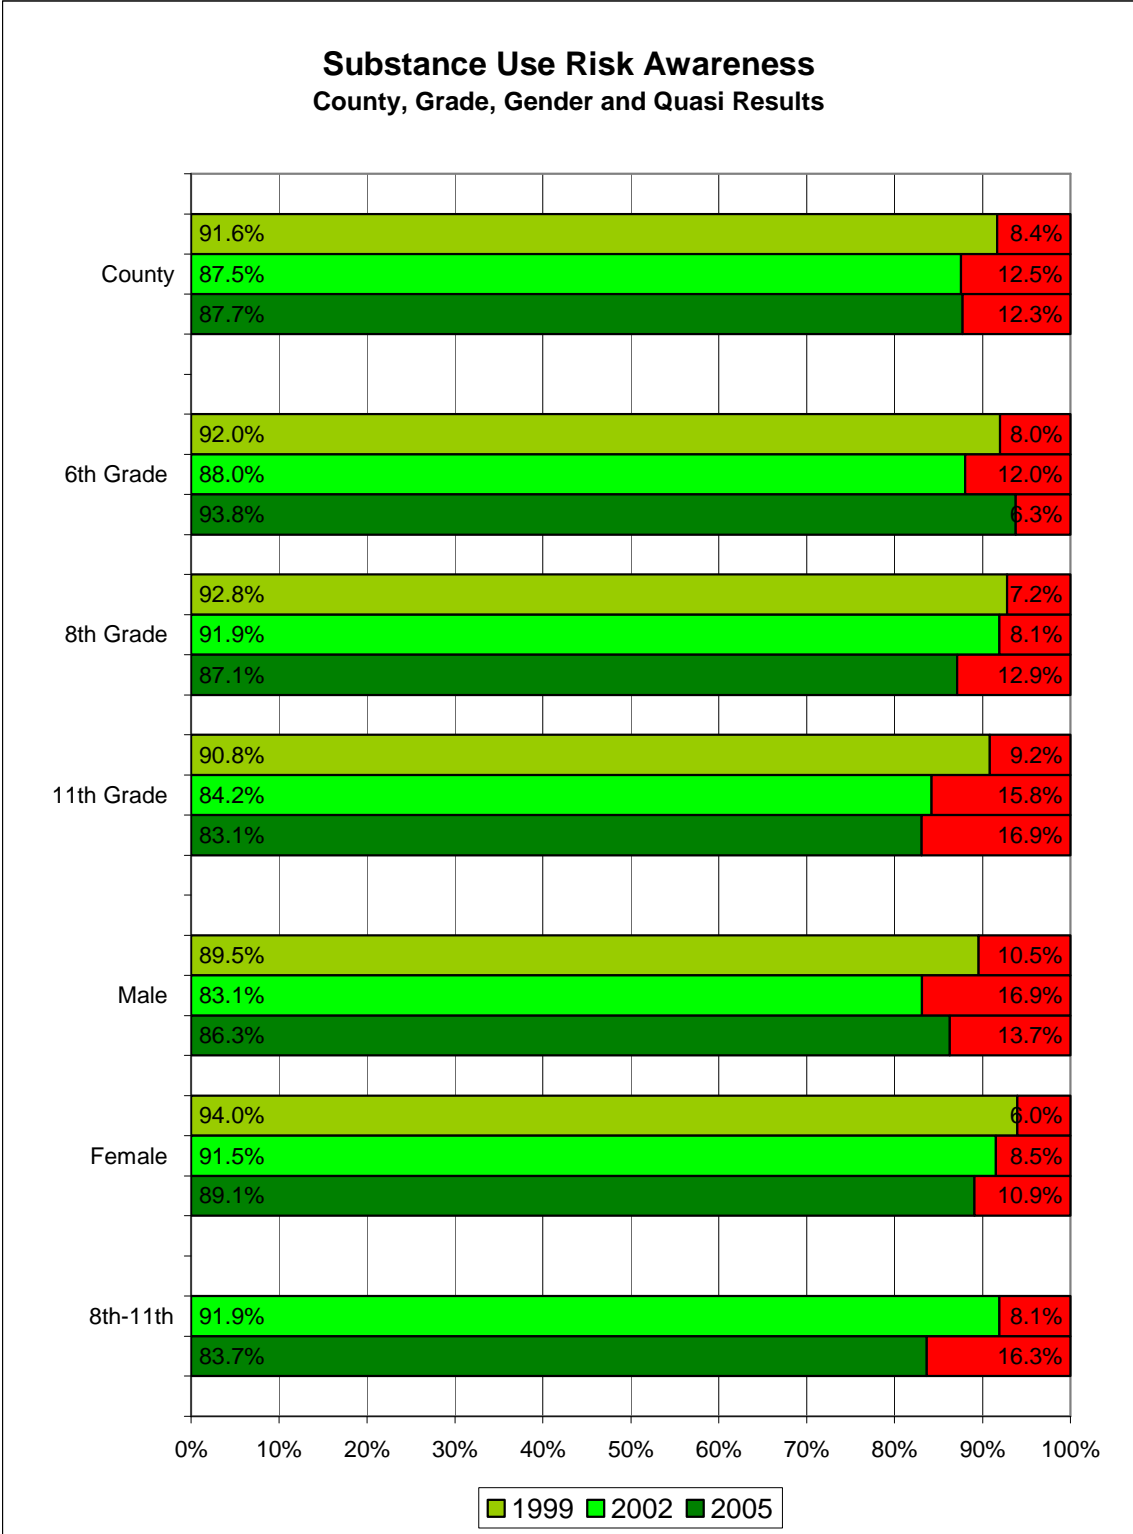 Substance Use Risk Awareness
County, Grade, Gender and Quasi Results
91.6% 8.4%
County 87.5% 12.5%
87.7% 12.3%
92.0% 8.0%
6th Grade 88.0% 12.0%
93.8% 6.3%
92.8% 7.2%
8th Grade 91.9% 8.1%
87.1% 12.9%
90.8% 9.2%
11th Grade 84.2% 15.8%
83.1% 16.9%
89.5% 10.5%
Male 83.1% 16.9%
86.3% 13.7%
94.0% 6.0%
Female 91.5% 8.5%
89.1% 10.9%
8th-11th 91.9% 8.1%
83.7% 16.3%
0% 10% 20% 30% 40% 50% 60% 70% 80% 90% 100%
1999 2002 2005